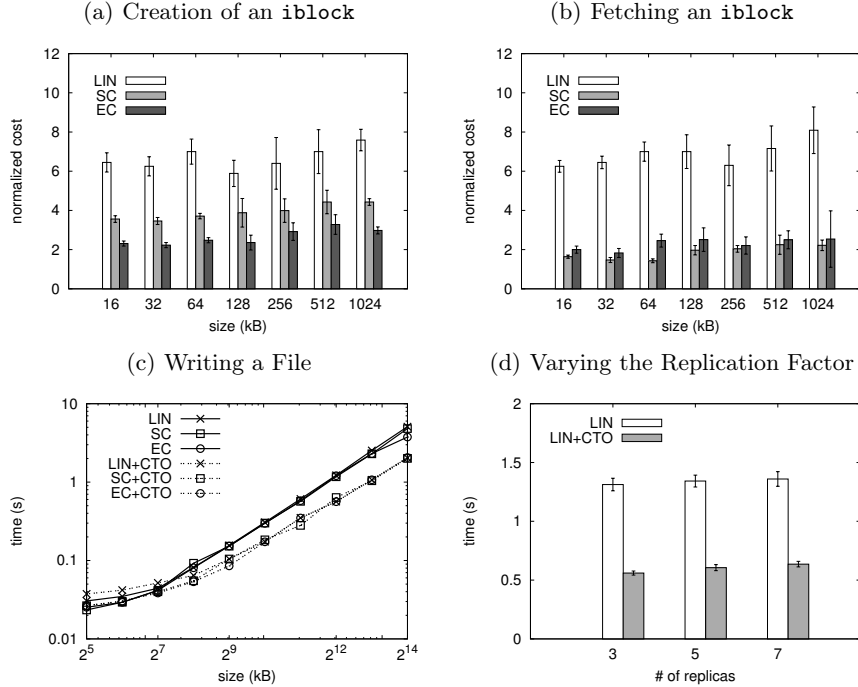 (a) Creation of an iblock
(b) Fetching an iblock
12
10
8
6
4
2
0
normalized cost
LIN
SC
EC
16 32 64 128 256 512 1024
size (kB)
12
10
8
6
4
2
0
normalized cost
LIN
SC
EC
16 32 64 128 256 512 1024
size (kB)
(c) Writing a File
(d) Varying the Replication Factor
10
1
0.1
0.01
time (s)
LIN
SC
EC
LIN+CTO
SC+CTO
EC+CTO
2^5 2^7 2^9 2^12 2^14
size (kB)
2
1.5
1
0.5
0
time (s)
LIN
LIN+CTO
3 5 7
# of replicas